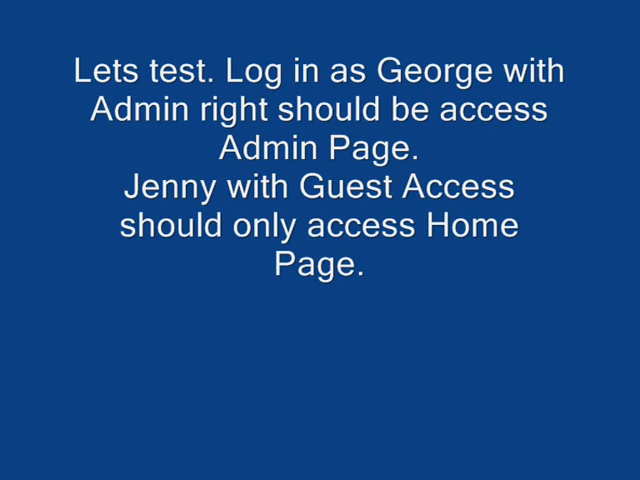 Lets test. Log in as George with
Admin right should be access
Admin Page.
Jenny with Guest Access
should only access Home
Page.